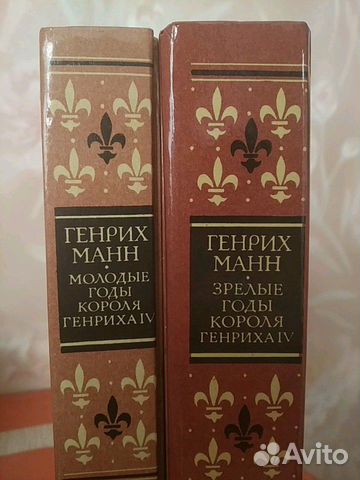 ГЕНРИХ
МАНН
МОЛОДЫЕ
ГОДЫ
КОРОЛЯ
ГЕНРИХА IV
ГЕНРИХ
МАНН
ЗРЕЛЫЕ
ГОДЫ
КОРОЛЯ
ГЕНРИХА IV
Avito